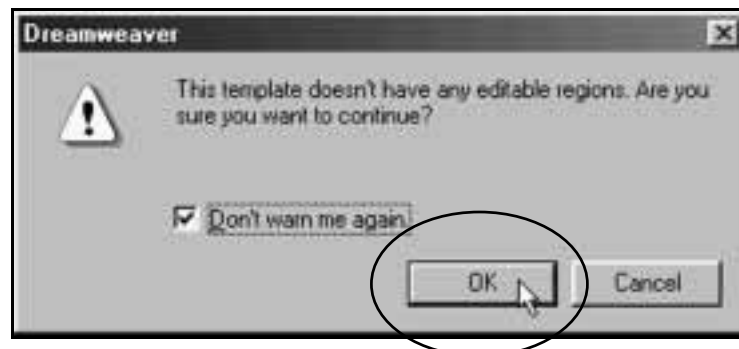 Dreamweaver
This template doesn't have any editable regions. Are you
sure you want to continue?
Don't warn me again.
OK
Cancel